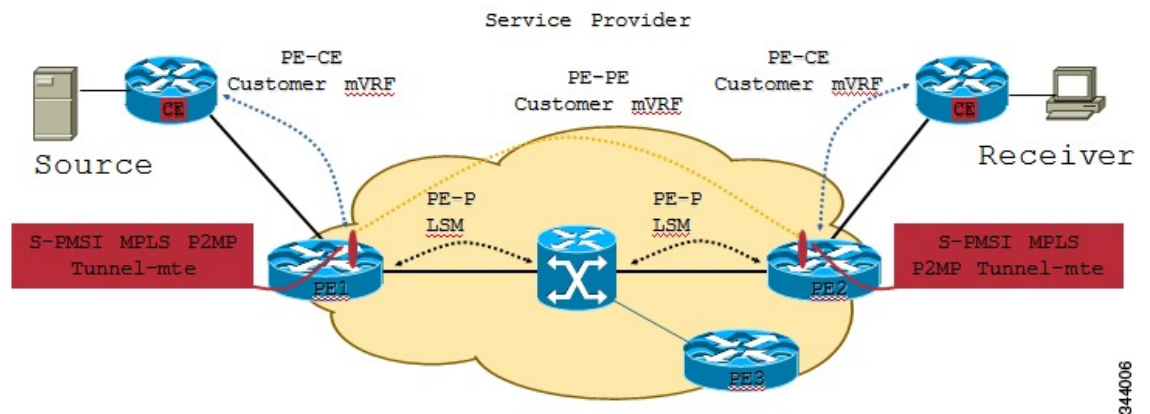 Service Provider
PE-CE
Customer mVRF
PE-PE
Customer mVRF
PE-CE
Customer mVRF
CE
CE
Source
Receiver
PE-P
LSM
PE-P
LSM
S-PMSI MPLS P2MP
Tunnel-mte
S-PMSI MPLS
P2MP Tunnel-mte
PE1
PE2
PE3
344006